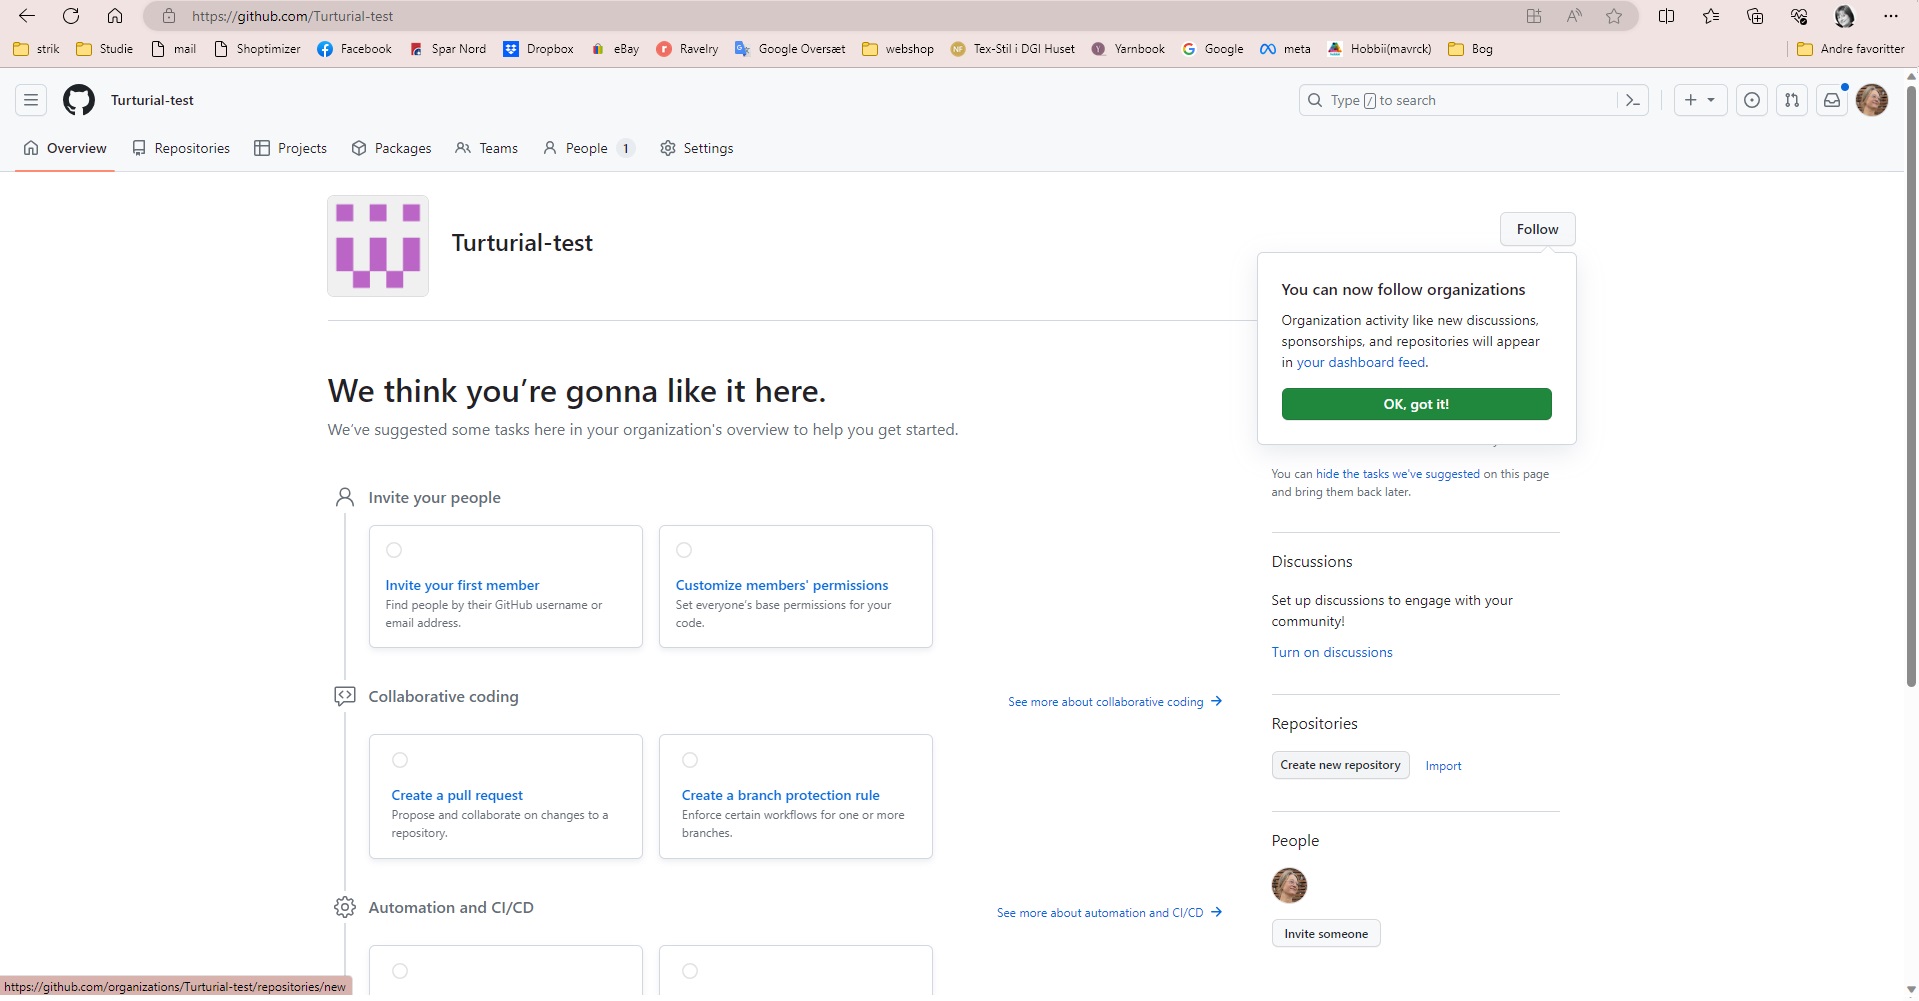 https://github.com/Turturial-test
strik Studie mail Shoptimizer Facebook Spar Nord Dropbox eBay Ravelry Google Oversæt webshop Tex-Stil i DGI Huset Yarnbook Google meta Hobbii(mavrck) Bog Andre favoritter
Turturial-test
Type / to search
Overview Repositories Projects Packages Teams People 1 Settings
Turturial-test
Follow
You can now follow organizations
Organization activity like new discussions,
sponsorships, and repositories will appear
in your dashboard feed.
OK, got it!
We think you’re gonna like it here.
We’ve suggested some tasks here in your organization's overview to help you get started.
You can hide the tasks we've suggested on this page
and bring them back later.
Invite your people
Invite your first member
Find people by their GitHub username or
email address.
Customize members' permissions
Set everyone's base permissions for your
code.
Discussions
Set up discussions to engage with your
community!
Turn on discussions
Collaborative coding
See more about collaborative coding →
Create a pull request
Propose and collaborate on changes to a
repository.
Create a branch protection rule
Enforce certain workflows for one or more
branches.
Repositories
Create new repository Import
People
Invite someone
Automation and CI/CD
See more about automation and CI/CD →
https://github.com/organizations/Turturial-test/repositories/new